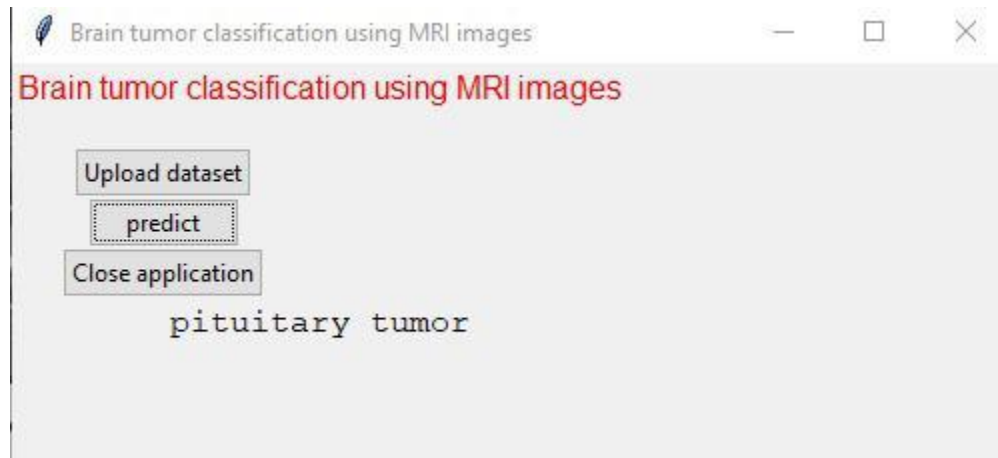 Brain tumor classification using MRI images
Brain tumor classification using MRI images
Upload dataset
predict
Close application
pituitary tumor